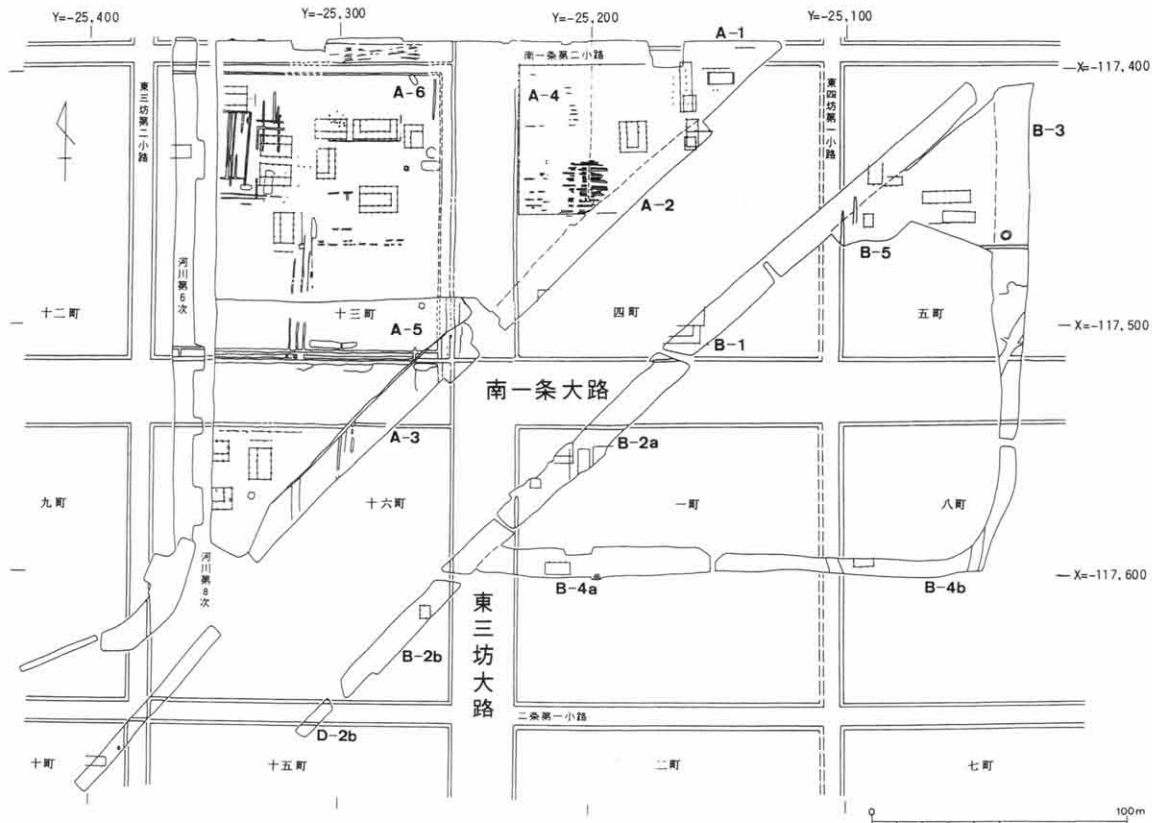 Y=-25,400
Y=-25,300
Y=-25,200
Y=-25,100
A-1
南一条第二小路
X=-117,400
東三坊第二小路
A-6
A-4
東四坊第一小路
B-3
A-2
B-5
河川第6次
十二町
十三町
A-5
四町
五町
X=-117,500
B-1
南一条大路
A-3
B-2a
九町
十六町
一町
八町
河川第8次
X=-117,600
B-4a
B-4b
東三坊大路
B-2b
二条第一小路
D-2b
十町
十五町
二町
七町
0
100m